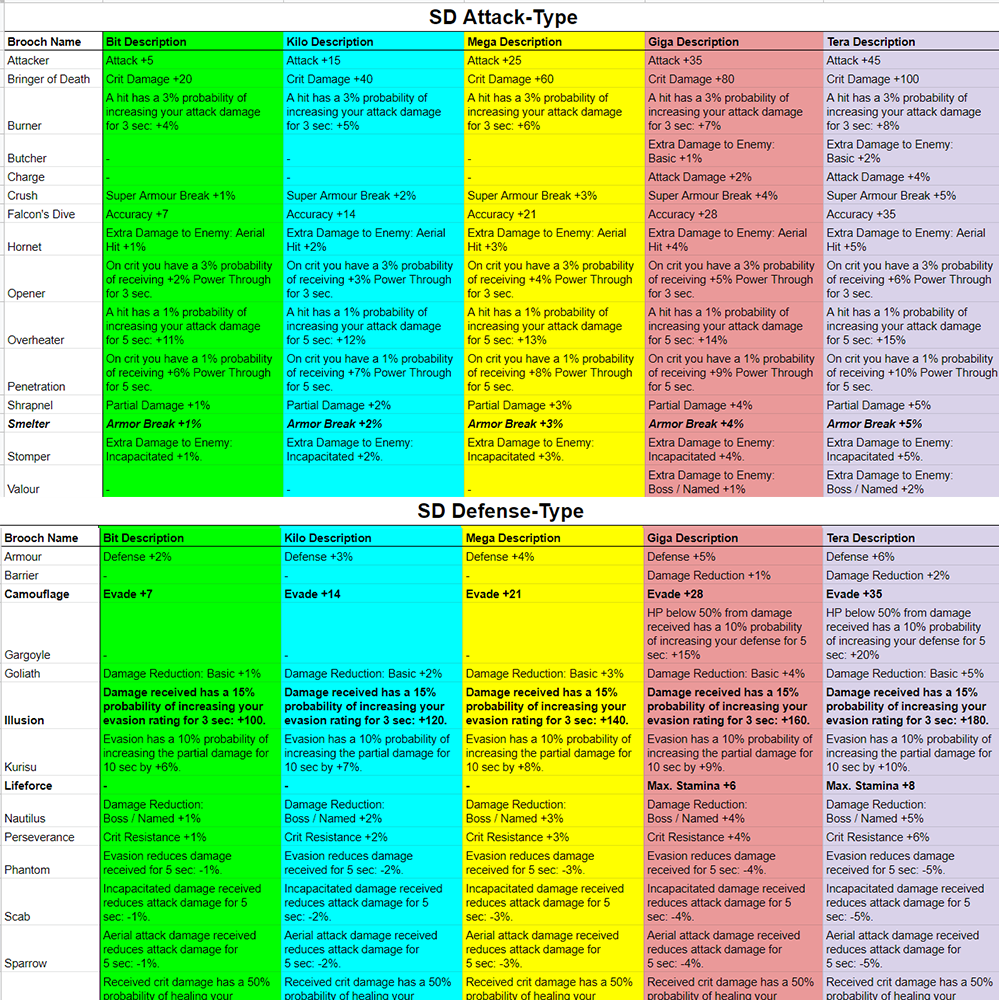 SD Attack-Type
Brooch Name Bit Description Kilo Description Mega Description Giga Description Tera Description
Attacker Attack +5 Attack +15 Attack +25 Attack +35 Attack +45
Bringer of Death Crit Damage +20 Crit Damage +40 Crit Damage +60 Crit Damage +80 Crit Damage +100
A hit has a 3% probability of A hit has a 3% probability of A hit has a 3% probability of A hit has a 3% probability of A hit has a 3% probability of
increasing your attack damage increasing your attack damage increasing your attack damage increasing your attack damage increasing your attack damage
Burner for 3 sec: +4% for 3 sec: +5% for 3 sec: +6% for 3 sec: +7% for 3 sec: +8%
Extra Damage to Enemy: Extra Damage to Enemy:
Butcher - - - Basic +1% Basic +2%
Charge - - - Attack Damage +2% Attack Damage +4%
Crush Super Armour Break +1% Super Armour Break +2% Super Armour Break +3% Super Armour Break +4% Super Armour Break +5%
Falcon's Dive Accuracy +7 Accuracy +14 Accuracy +21 Accuracy +28 Accuracy +35
Extra Damage to Enemy: Aerial Extra Damage to Enemy: Aerial Extra Damage to Enemy: Aerial Extra Damage to Enemy: Aerial Extra Damage to Enemy: Aerial
Hornet Hit +1% Hit +2% Hit +3% Hit +4% Hit +5%
On crit you have a 3% probability On crit you have a 3% probability On crit you have a 3% probability On crit you have a 3% probability On crit you have a 3% probability
of receiving +2% Power Through of receiving +3% Power Through of receiving +4% Power Through of receiving +5% Power Through of receiving +6% Power Through
Opener for 3 sec. for 3 sec. for 3 sec. for 3 sec. for 3 sec.
A hit has a 1% probability of A hit has a 1% probability of A hit has a 1% probability of A hit has a 1% probability of A hit has a 1% probability of
increasing your attack damage increasing your attack damage increasing your attack damage increasing your attack damage increasing your attack damage
Overheater for 5 sec: +11% for 5 sec: +12% for 5 sec: +13% for 5 sec: +14% for 5 sec: +15%
On crit you have a 1% probability On crit you have a 1% probability On crit you have a 1% probability On crit you have a 1% probability On crit you have a 1% probability
of receiving +6% Power Through of receiving +7% Power Through of receiving +8% Power Through of receiving +9% Power Through of receiving +10% Power Through
Penetration for 5 sec. for 5 sec. for 5 sec. for 5 sec. for 5 sec.
Shrapnel Partial Damage +1% Partial Damage +2% Partial Damage +3% Partial Damage +4% Partial Damage +5%
Smelter Armor Break +1% Armor Break +2% Armor Break +3% Armor Break +4% Armor Break +5%
Extra Damage to Enemy: Extra Damage to Enemy: Extra Damage to Enemy: Extra Damage to Enemy: Extra Damage to Enemy:
Stomper Incapacitated +1%. Incapacitated +2%. Incapacitated +3%. Incapacitated +4%. Incapacitated +5%.
Extra Damage to Enemy: Extra Damage to Enemy:
Valour - - - Boss / Named +1% Boss / Named +2%
SD Defense-Type
Brooch Name Bit Description Kilo Description Mega Description Giga Description Tera Description
Armour Defense +2% Defense +3% Defense +4% Defense +5% Defense +6%
Barrier - - - Damage Reduction +1% Damage Reduction +2%
Camouflage Evade +7 Evade +14 Evade +21 Evade +28 Evade +35
HP below 50% from damage HP below 50% from damage
received has a 10% probability received has a 10% probability
of increasing your defense for 5 of increasing your defense for 5
Gargoyle - - - sec: +15% sec: +20%
Goliath Damage Reduction: Basic +1% Damage Reduction: Basic +2% Damage Reduction: Basic +3% Damage Reduction: Basic +4% Damage Reduction: Basic +5%
Damage received has a 15% Damage received has a 15% Damage received has a 15% Damage received has a 15% Damage received has a 15%
probability of increasing your probability of increasing your probability of increasing your probability of increasing your probability of increasing your
Illusion evasion rating for 3 sec: +100. evasion rating for 3 sec: +120. evasion rating for 3 sec: +140. evasion rating for 3 sec: +160. evasion rating for 3 sec: +180.
Evasion has a 10% probability of Evasion has a 10% probability of Evasion has a 10% probability of Evasion has a 10% probability of Evasion has a 10% probability of
increasing the partial damage for increasing the partial damage for increasing the partial damage for increasing the partial damage for increasing the partial damage for
Kurisu 10 sec by +6%. 10 sec by +7%. 10 sec by +8%. 10 sec by +9%. 10 sec by +10%.
Lifeforce - - - Max. Stamina +6 Max. Stamina +8
Damage Reduction: Damage Reduction: Damage Reduction: Damage Reduction: Damage Reduction:
Nautilus Boss / Named +1% Boss / Named +2% Boss / Named +3% Boss / Named +4% Boss / Named +5%
Perseverance Crit Resistance +1% Crit Resistance +2% Crit Resistance +3% Crit Resistance +4% Crit Resistance +6%
Evasion reduces damage Evasion reduces damage Evasion reduces damage Evasion reduces damage Evasion reduces damage
Phantom received for 5 sec: -1%. received for 5 sec: -2%. received for 5 sec: -3%. received for 5 sec: -4%. received for 5 sec: -5%.
Incapacitated damage received Incapacitated damage received Incapacitated damage received Incapacitated damage received Incapacitated damage received
reduces attack damage for 5 reduces attack damage for 5 reduces attack damage for 5 reduces attack damage for 5 reduces attack damage for 5
Scab sec: -1%. sec: -2%. sec: -3%. sec: -4%. sec: -5%.
Aerial attack damage received Aerial attack damage received Aerial attack damage received Aerial attack damage received Aerial attack damage received
reduces attack damage for reduces attack damage for reduces attack damage for reduces attack damage for reduces attack damage for
Sparrow 5 sec: -1%. 5 sec: -2%. 5 sec: -3%. 5 sec: -4%. 5 sec: -5%.
Received crit damage has a 50% Received crit damage has a 50% Received crit damage has a 50% Received crit damage has a 50% Received crit damage has a 50%
probability of healing your probability of healing your probability of healing your probability of healing your probability of healing your